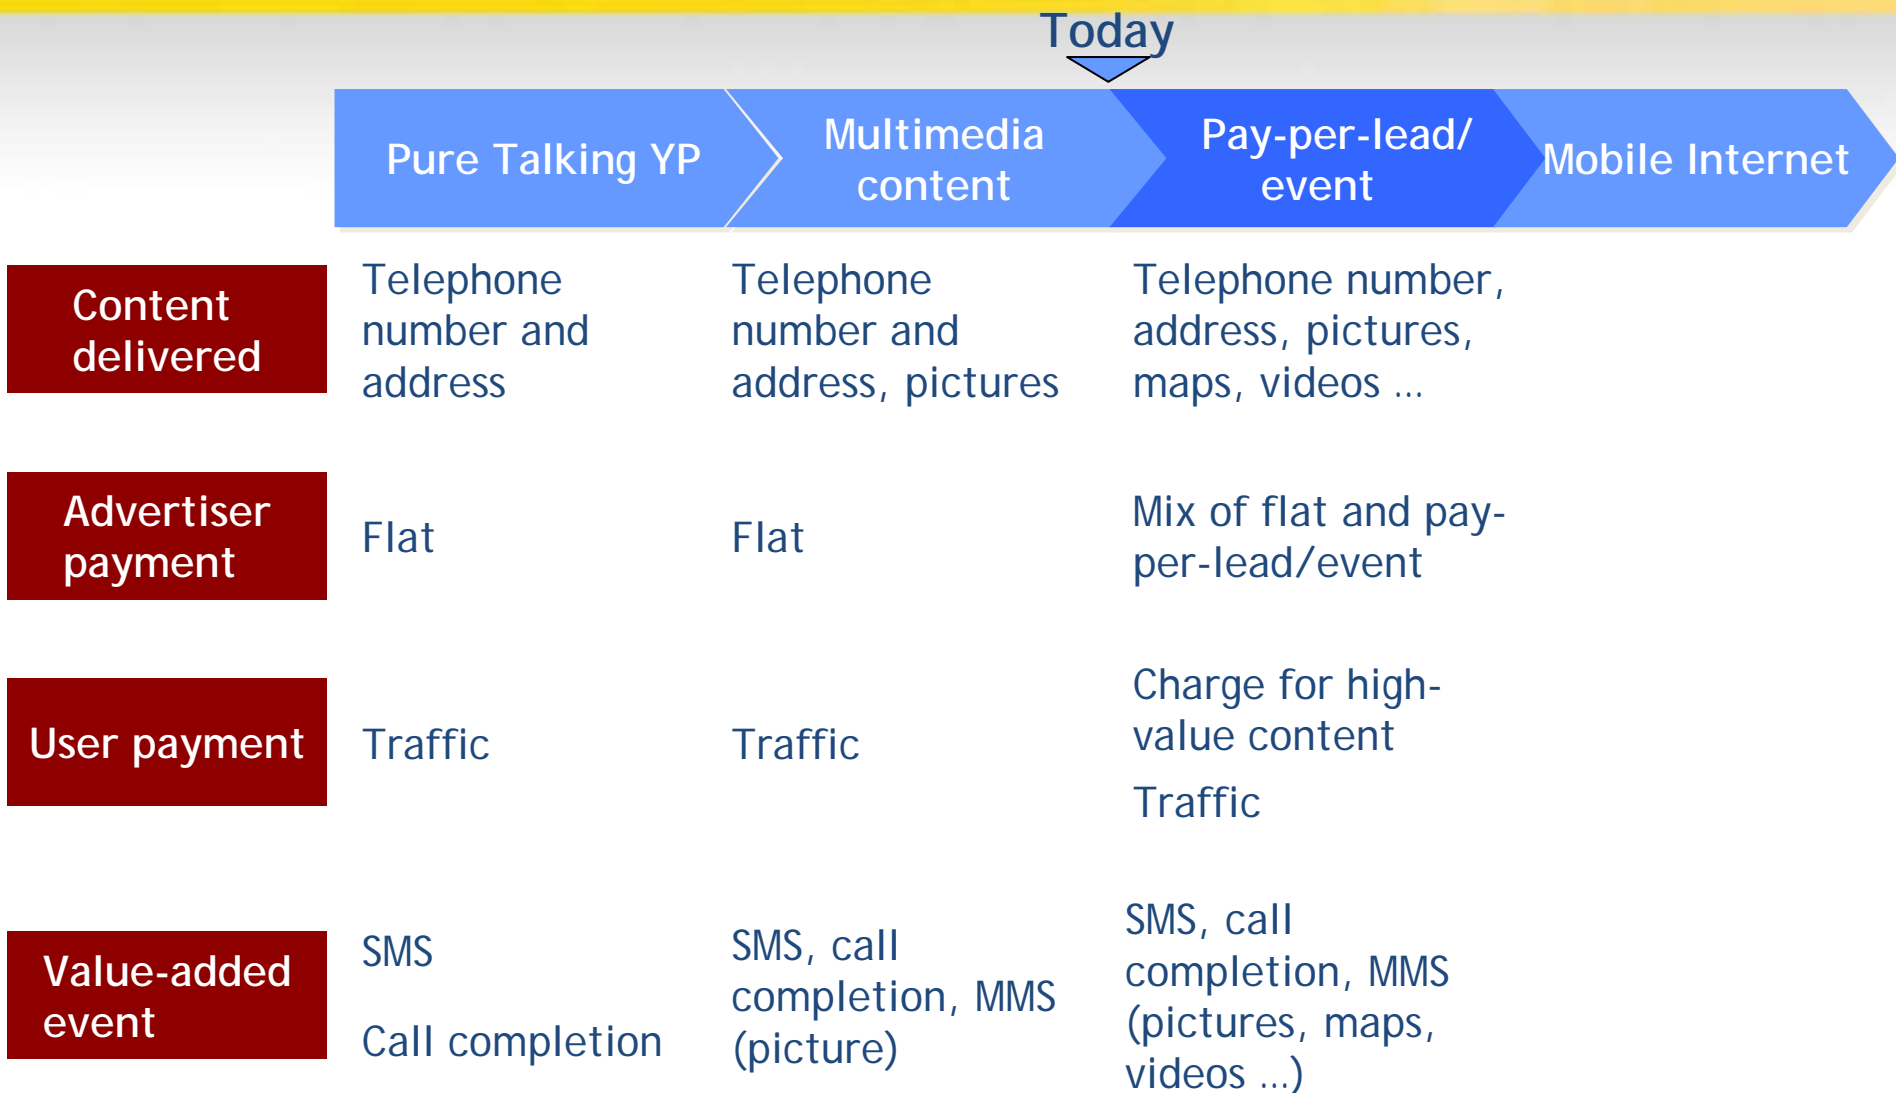 Today
Pure Talking YP
Multimedia
content
Pay-per-lead/
event
Mobile Internet
Content
delivered
Telephone
number and
address
Telephone
number and
address, pictures
Telephone number,
address, pictures,
maps, videos ...
Advertiser
payment
Flat
Flat
Mix of flat and pay-
per-lead/event
User payment
Traffic
Traffic
Charge for high-
value content
Traffic
Value-added
event
SMS
Call completion
SMS, call
completion, MMS
(picture)
SMS, call
completion, MMS
(pictures, maps,
videos ...)